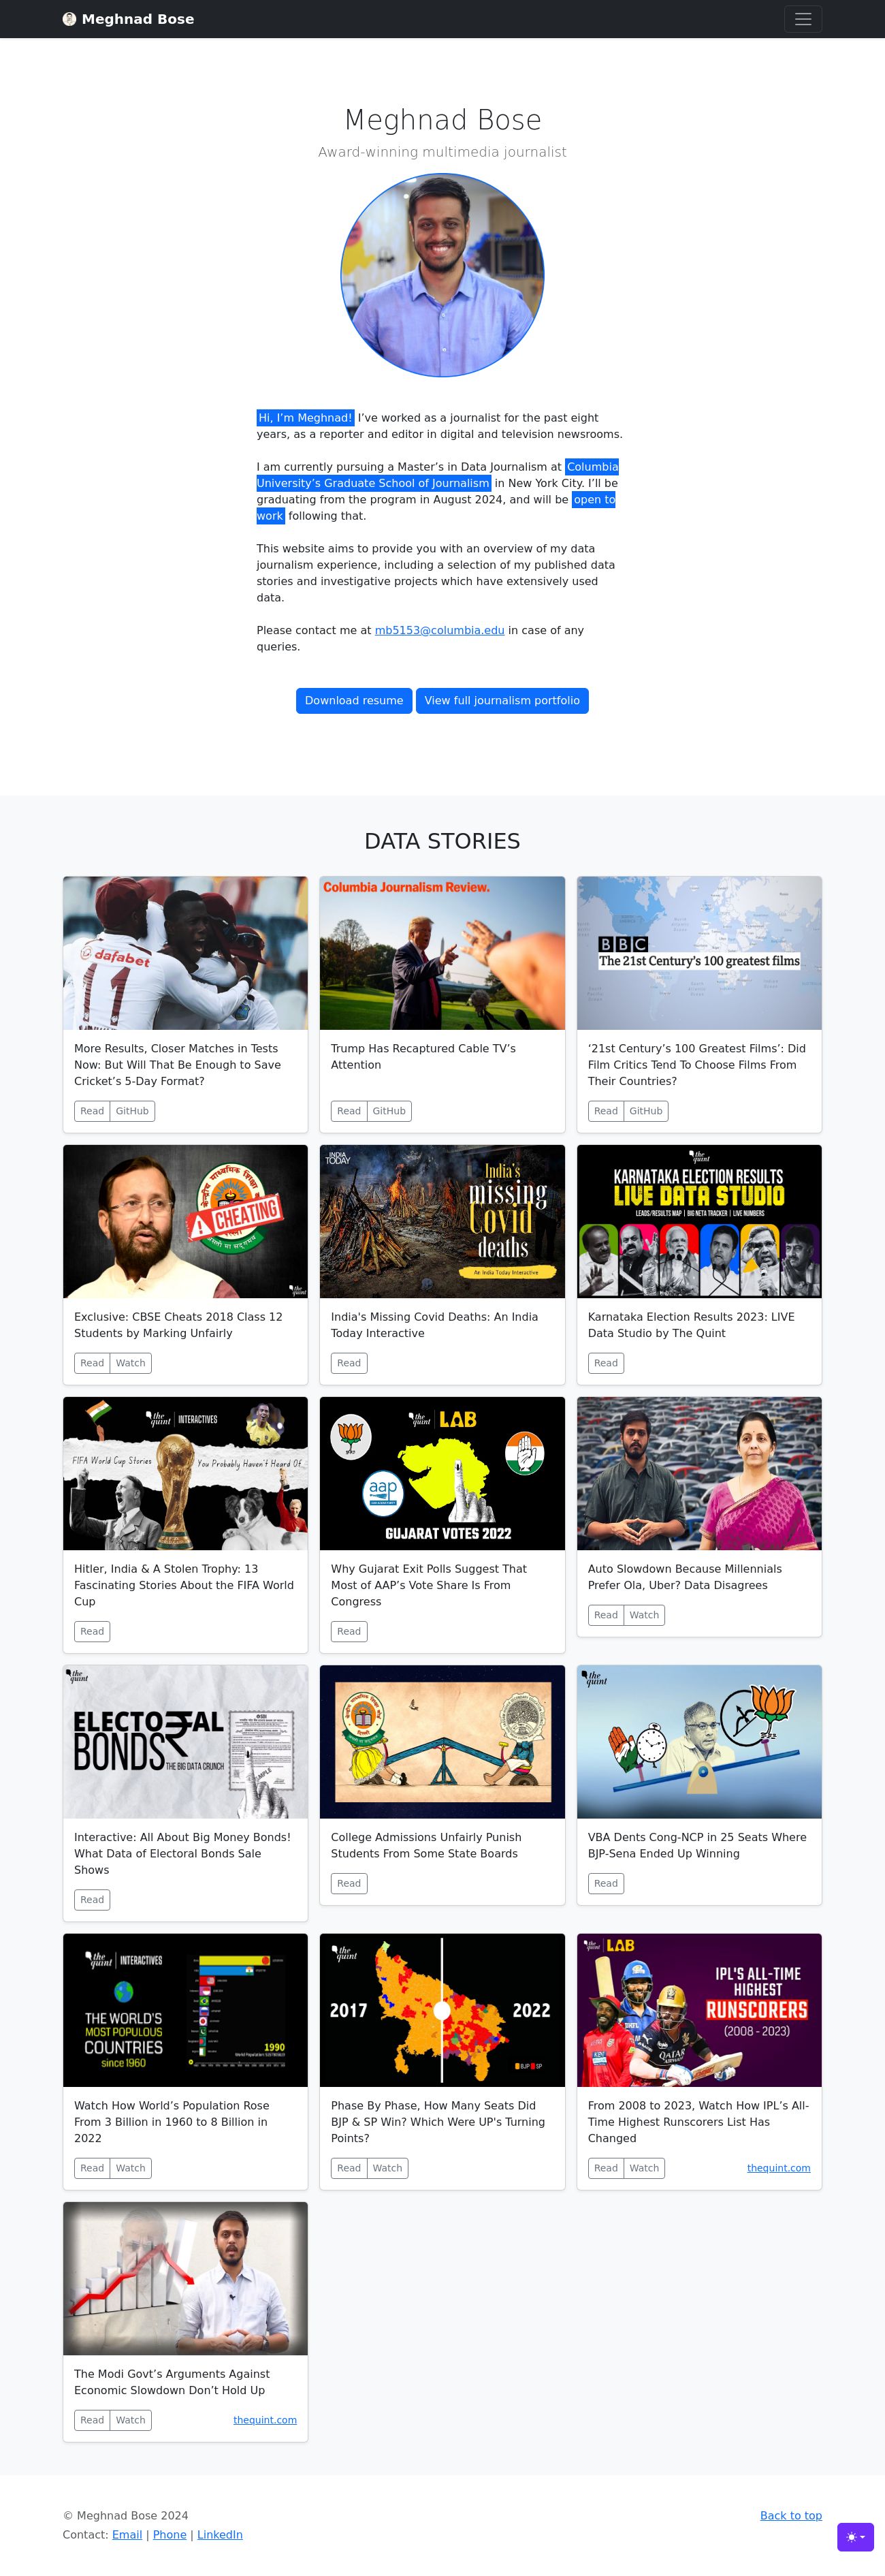 Meghnad Bose
Meghnad Bose
Award-winning multimedia journalist
Hi, I’m Meghnad! I’ve worked as a journalist for the past eight
years, as a reporter and editor in digital and television newsrooms.
I am currently pursuing a Master’s in Data Journalism at Columbia
University’s Graduate School of Journalism in New York City. I’ll be
graduating from the program in August 2024, and will be open to
work following that.
This website aims to provide you with an overview of my data
journalism experience, including a selection of my published data
stories and investigative projects which have extensively used
data.
Please contact me at mb5153@columbia.edu in case of any
queries.
Download resume
View full journalism portfolio
DATA STORIES
dafabet
11
More Results, Closer Matches in Tests
Now: But Will That Be Enough to Save
Cricket’s 5-Day Format?
Read
GitHub
Columbia Journalism Review.
Trump Has Recaptured Cable TV’s
Attention
Read
GitHub
BBC
The 21st Century's 100 greatest films
‘21st Century’s 100 Greatest Films’: Did
Film Critics Tend To Choose Films From
Their Countries?
Read
GitHub
CHEATING
the quint
Exclusive: CBSE Cheats 2018 Class 12
Students by Marking Unfairly
Read
Watch
INDIA TODAY
India's
missing
Covid
deaths
An India Today Interactive
India's Missing Covid Deaths: An India
Today Interactive
Read
the quint
KARNATAKA ELECTION RESULTS
LIVE DATA STUDIO
LEADS/RESULTS MAP | BIG NETA TRACKER | LIVE NUMBERS
Karnataka Election Results 2023: LIVE
Data Studio by The Quint
Read
the quint INTERACTIVES
FIFA World Cup Stories You Probably Haven't Heard Of
Hitler, India & A Stolen Trophy: 13
Fascinating Stories About the FIFA World
Cup
Read
the quint LAB
aap
GUJARAT VOTES 2022
Why Gujarat Exit Polls Suggest That
Most of AAP’s Vote Share Is From
Congress
Read
Auto Slowdown Because Millennials
Prefer Ola, Uber? Data Disagrees
Read
Watch
the quint
ELECTORAL
BONDS
THE BIG DATA CRUNCH
SAMPLE
Interactive: All About Big Money Bonds!
What Data of Electoral Bonds Sale
Shows
Read
College Admissions Unfairly Punish
Students From Some State Boards
Read
the quint
VBA Dents Cong-NCP in 25 Seats Where
BJP-Sena Ended Up Winning
Read
the quint INTERACTIVES
THE WORLD'S
MOST POPULOUS
COUNTRIES
since 1960
1990
Watch How World’s Population Rose
From 3 Billion in 1960 to 8 Billion in
2022
Read
Watch
the quint
2017
2022
BJP SP
Phase By Phase, How Many Seats Did
BJP & SP Win? Which Were UP's Turning
Points?
Read
Watch
the quint LAB
IPL'S ALL-TIME
HIGHEST
RUNSCORERS
(2008 - 2023)
QATAR
From 2008 to 2023, Watch How IPL’s All-
Time Highest Runscorers List Has
Changed
Read
Watch
thequint.com
The Modi Govt’s Arguments Against
Economic Slowdown Don’t Hold Up
Read
Watch
thequint.com
© Meghnad Bose 2024
Contact: Email | Phone | LinkedIn
Back to top